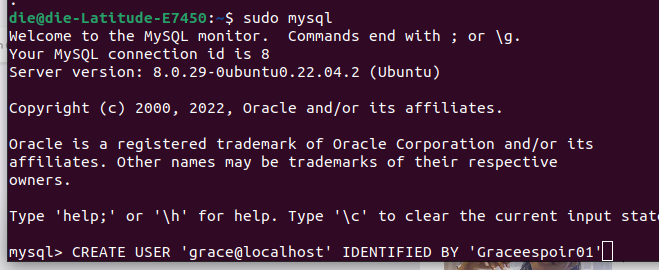 die@die-Latitude-E7450:~$ sudo mysql
Welcome to the MySQL monitor.  Commands end with ; or \g.
Your MySQL connection id is 8
Server version: 8.0.29-0ubuntu0.22.04.2 (Ubuntu)
Copyright (c) 2000, 2022, Oracle and/or its affiliates.
Oracle is a registered trademark of Oracle Corporation and/or its
affiliates. Other names may be trademarks of their respective
owners.
Type 'help;' or '\h' for help. Type '\c' to clear the current input stat
mysql> CREATE USER 'grace@localhost' IDENTIFIED BY 'Graceespoir01'